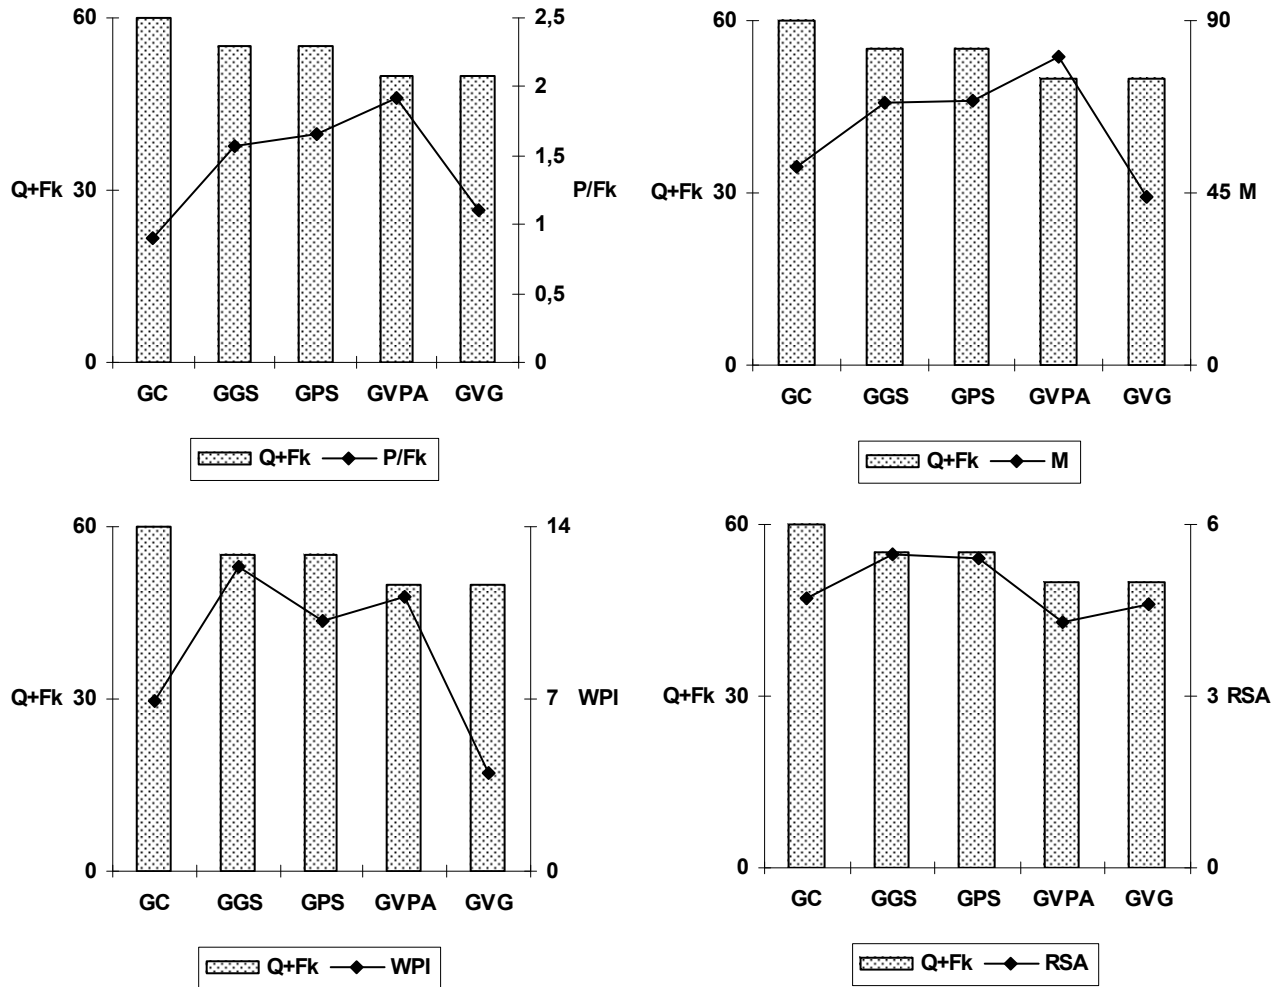 60
30
0
Q+Fk
2,5
2
1,5
1
0,5
0
P/Fk
GC GGS GPS GVPA GVG
Q+Fk P/Fk
60
30
0
Q+Fk
90
45
0
M
GC GGS GPS GVPA GVG
Q+Fk M
60
30
0
Q+Fk
14
7
0
WPI
GC GGS GPS GVPA GVG
Q+Fk WPI
60
30
0
Q+Fk
6
3
0
RSA
GC GGS GPS GVPA GVG
Q+Fk RSA